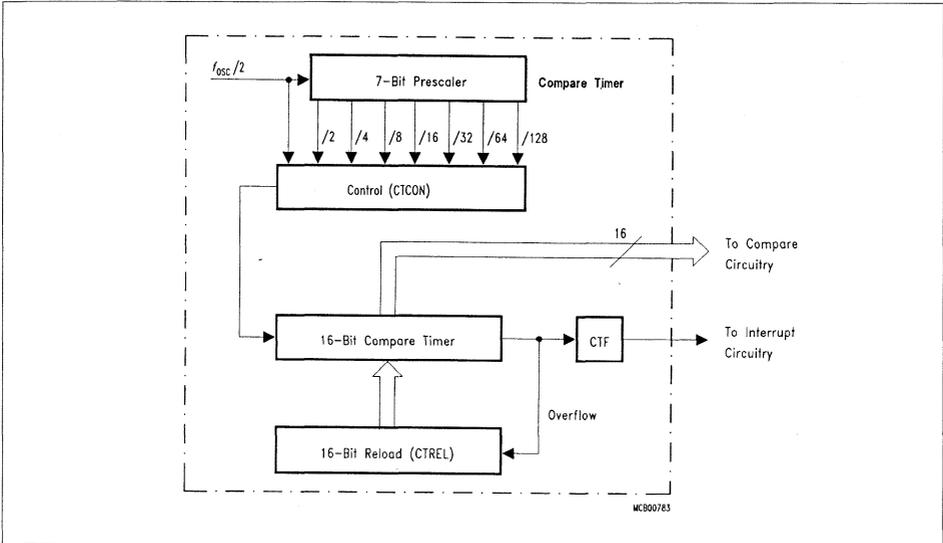 fOSC/2
7-Bit Prescaler
Compare Timer
/2
/4
/8
/16
/32
/64
/128
Control (CTCON)
16
To Compare
Circuitry
16-Bit Compare Timer
CTF
To Interrupt
Circuitry
Overflow
16-Bit Reload (CTREL)
MCB00783